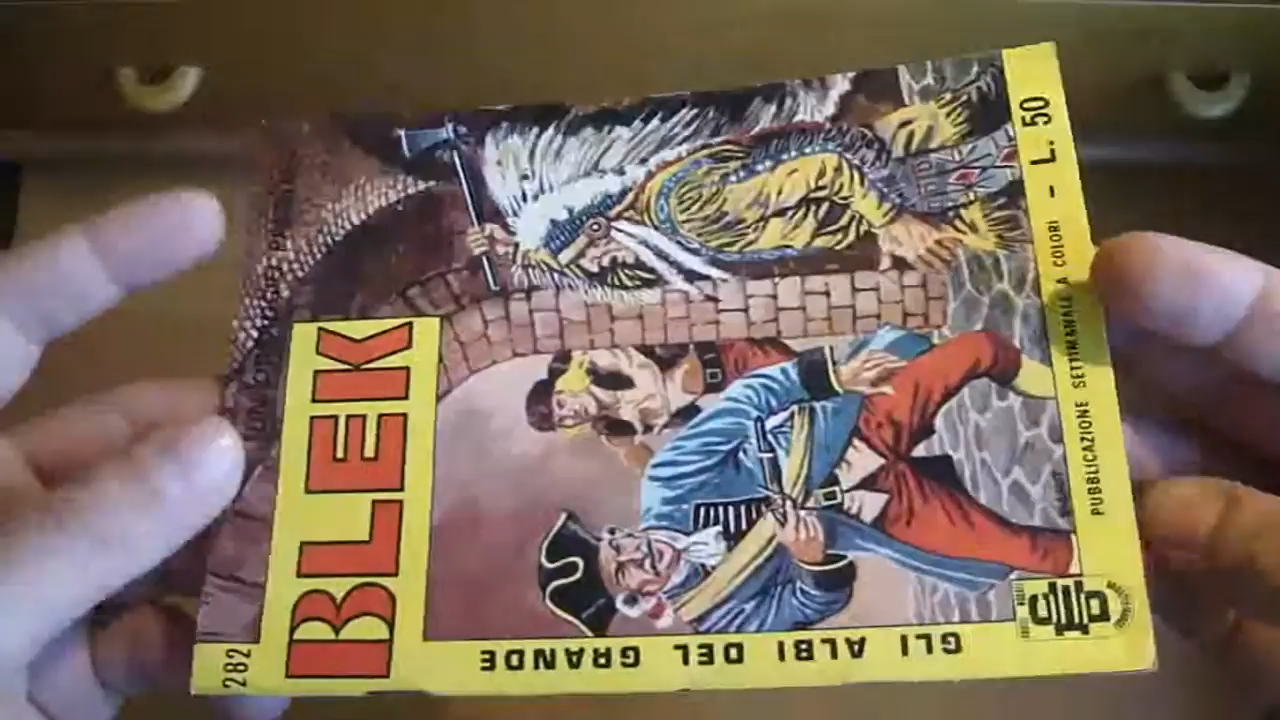 282
GLI ALBI DEL GRANDE
BLEK
PUBBLICAZIONE SETTIMANALE A COLORI - L. 50